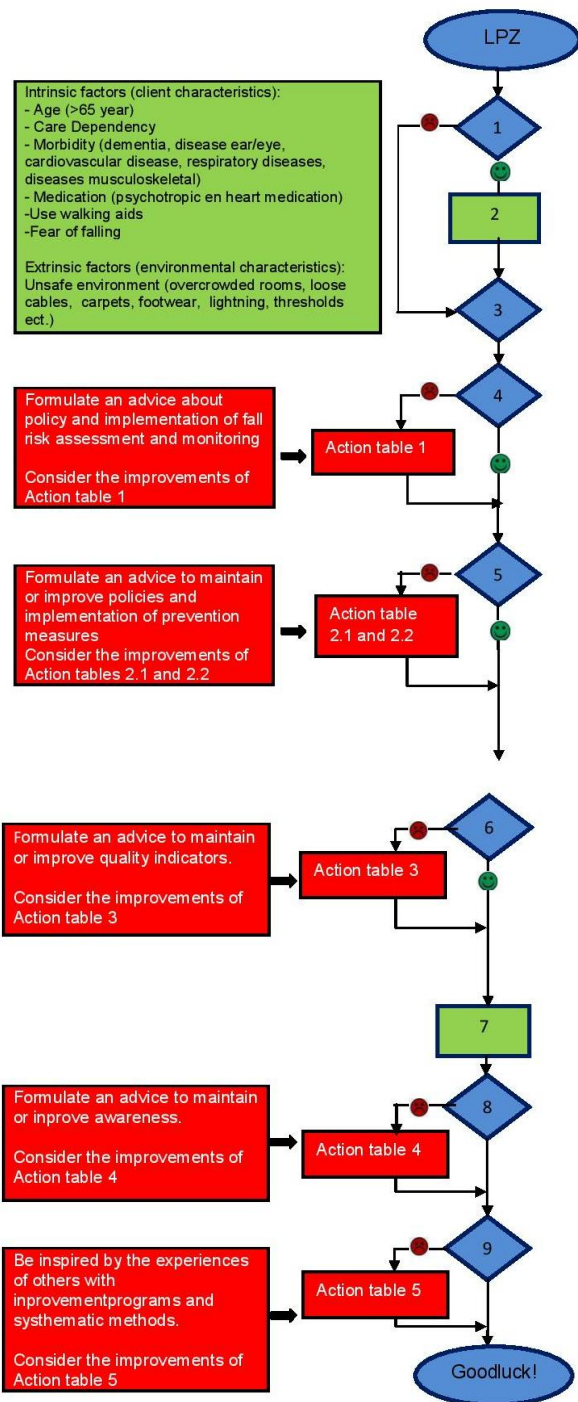 LPZ
Intrinsic factors (client characteristics):
- Age (>65 year)
- Care Dependency
- Morbidity (dementia, disease ear/eye,
cardiovascular disease, respiratory diseases,
diseases musculoskeletal)
- Medication (psychotropic en heart medication)
-Use walking aids
-Fear of falling
Extrinsic factors (environmental characteristics):
Unsafe environment (overcrowded rooms, loose
cables, carpets, footwear, lightning, thresholds
ect.)
1
2
3
4
Formulate an advice about
policy and implementation of fall
risk assessment and monitoring
Consider the improvements of
Action table 1
Action table 1
5
Formulate an advice to maintain
or improve policies and
implementation of prevention
measures
Consider the improvements of
Action tables 2.1 and 2.2
Action table
2.1 and 2.2
6
Formulate an advice to maintain
or improve quality indicators.
Consider the improvements of
Action table 3
Action table 3
7
8
Formulate an advice to maintain
or inprove awareness.
Consider the improvements of
Action table 4
Action table 4
9
Be inspired by the experiences
of others with
inprovementprograms and
systhematic methods.
Consider the improvements of
Action table 5
Action table 5
Goodluck!